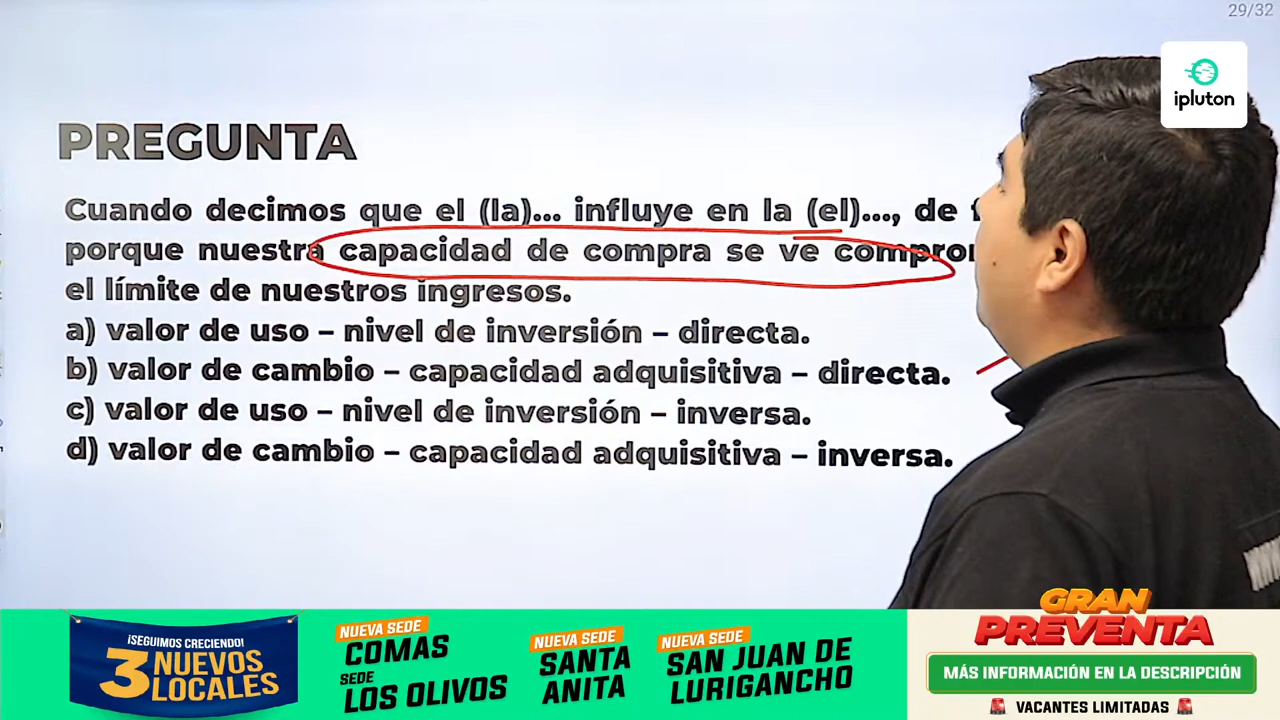 29/32
ipluton
PREGUNTA
Cuando decimos que el (la)... influye en la (el)..., de
porque nuestra capacidad de compra se ve
el límite de nuestros ingresos.
a) valor de uso – nivel de inversión – directa.
b) valor de cambio – capacidad adquisitiva – directa.
c) valor de uso – nivel de inversión – inversa.
d) valor de cambio – capacidad adquisitiva – inversa.
¡SEGUIMOS CRECIENDO!
3 NUEVOS
LOCALES
NUEVA SEDE
COMAS
SEDE
LOS OLIVOS
NUEVA SEDE
SANTA
ANITA
NUEVA SEDE
SAN JUAN DE
LURIGANCHO
GRAN
PREVENTA
MÁS INFORMACIÓN EN LA DESCRIPCIÓN
VACANTES LIMITADAS